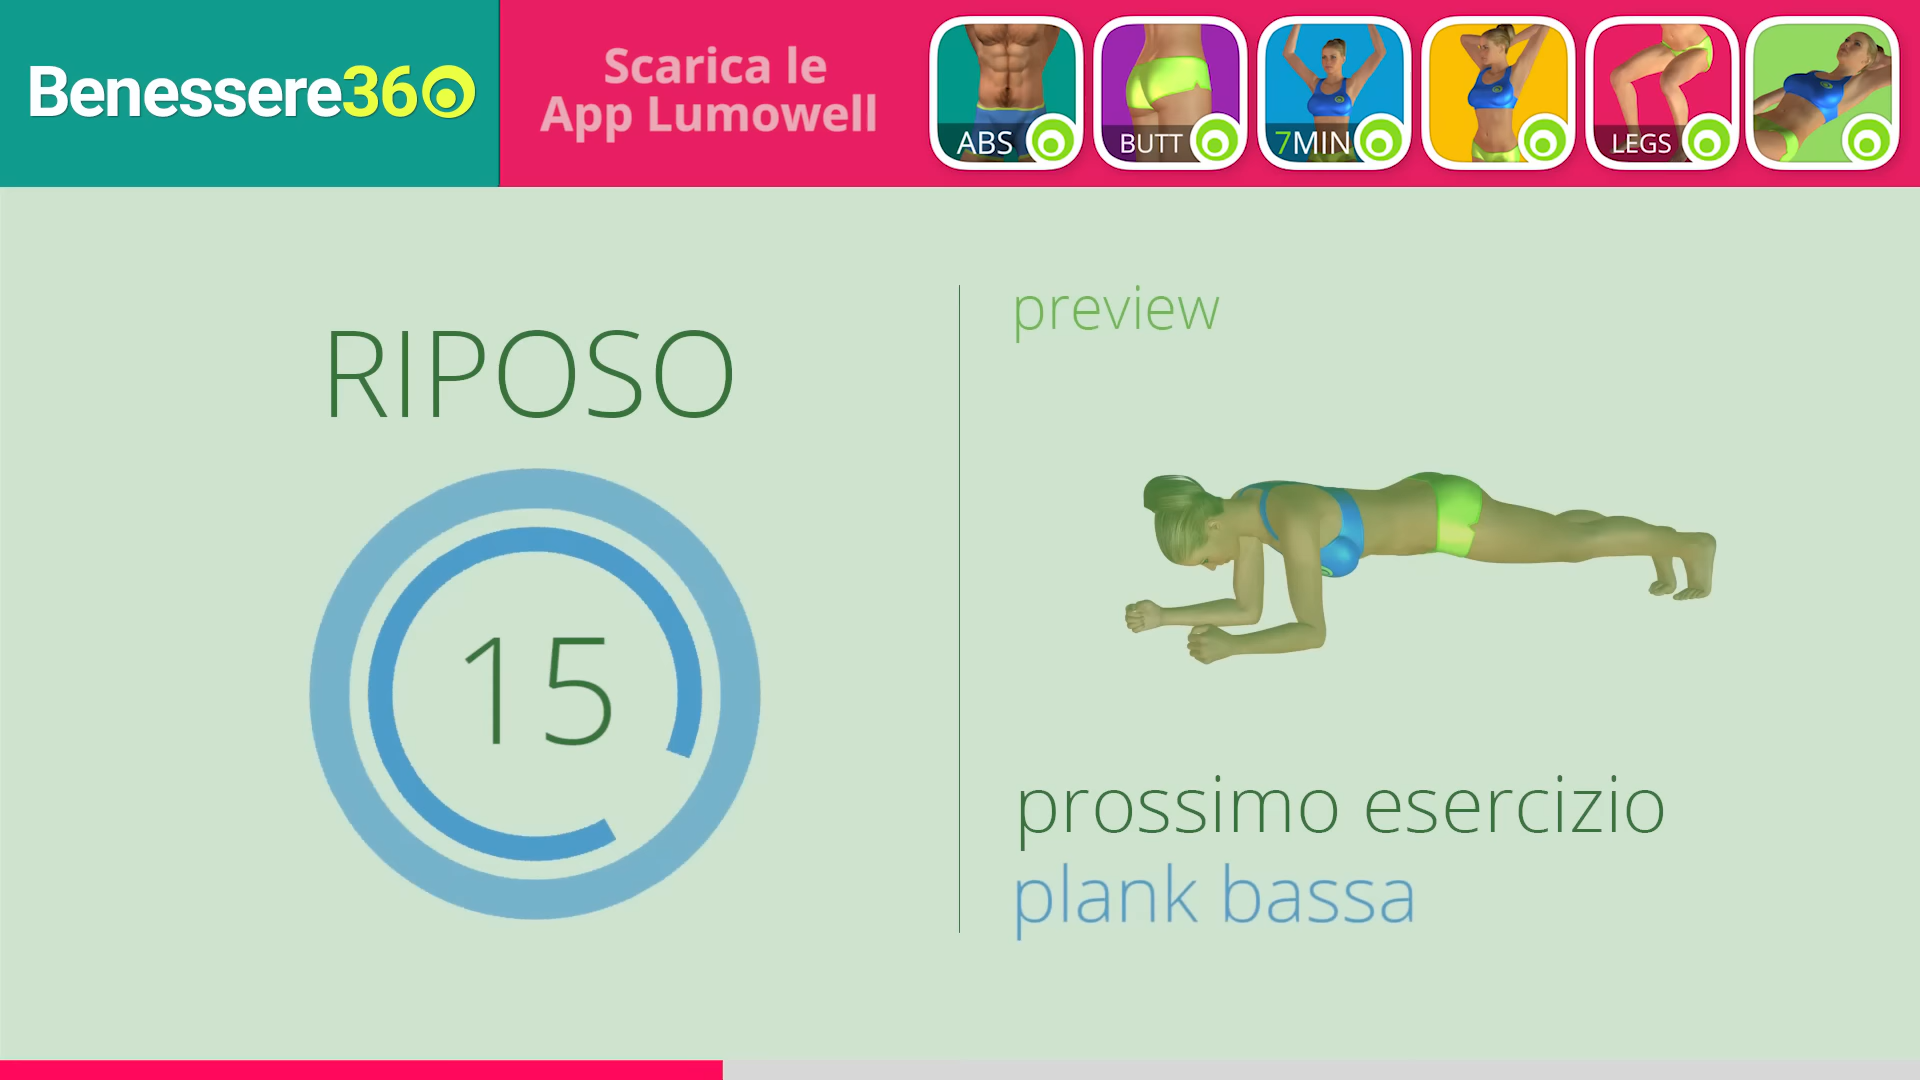 Benessere360
Scarica le
App Lumowell
ABS
BUTT
7MIN
LEGS
RIPOSO
15
preview
prossimo esercizio
plank bassa